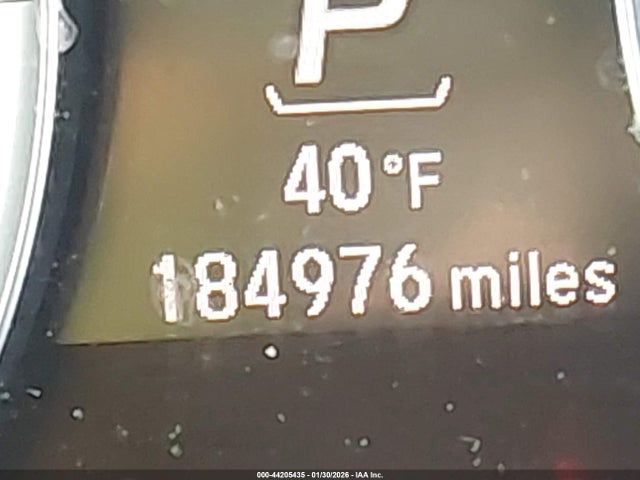 P
40°F
184976 miles
000-44205435 - 01/30/2026 - IAA Inc.